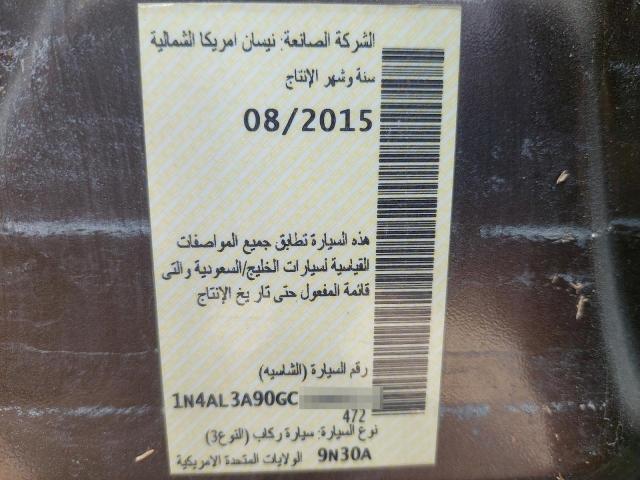 الشركة الصانعة: نيسان امريكا الشمالية
سنة وشهر الإنتاج
08/2015
هذه السيارة تطابق جميع المواصفات
القياسية لسيارات الخليج/السعودية والتى
قائمة المفعول حتى تاريخ الإنتاج
رقم السيارة (الشاسيه)
1N4AL3A90GC
472
نوع السيارة: سيارة ركاب (النوع3)
9N30A الولايات المتحدة الامريكية